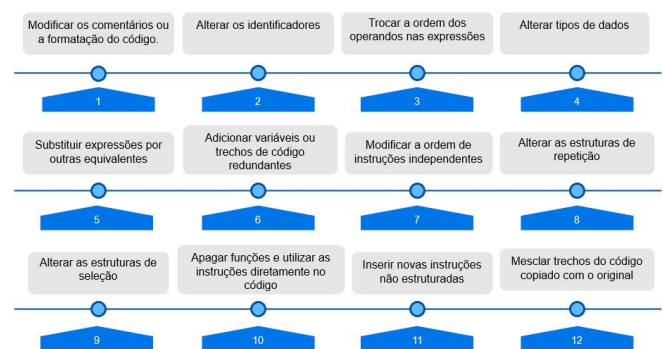 Modificar os comentários ou
a formatação do código.
Alterar os identificadores
Trocar a ordem dos
operandos nas expressões
Alterar tipos de dados
1
2
3
4
Substituir expressões por
outras equivalentes
Adicionar variáveis ou
trechos de código
redundantes
Modificar a ordem de
instruções independentes
Alterar as estruturas de
repetição
5
6
7
8
Alterar as estruturas de
seleção
Apagar funções e utilizar as
instruções diretamente no
código
Inserir novas instruções
não estruturadas
Mesclar trechos do código
copiado com o original
9
10
11
12